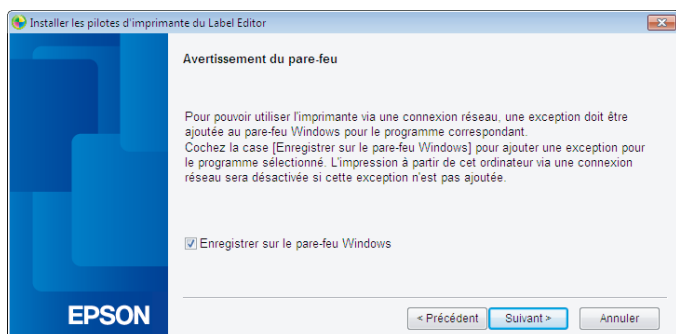 Installer les pilotes d'imprimante du Label Editor
Avertissement du pare-feu
Pour pouvoir utiliser l'imprimante via une connexion réseau, une exception doit être
ajoutée au pare-feu Windows pour le programme correspondant.
Cochez la case [Enregistrer sur le pare-feu Windows] pour ajouter une exception pour
le programme sélectionné. L'impression à partir de cet ordinateur via une connexion
réseau sera désactivée si cette exception n'est pas ajoutée.
Enregistrer sur le pare-feu Windows
EPSON
< Précédent
Suivant >
Annuler